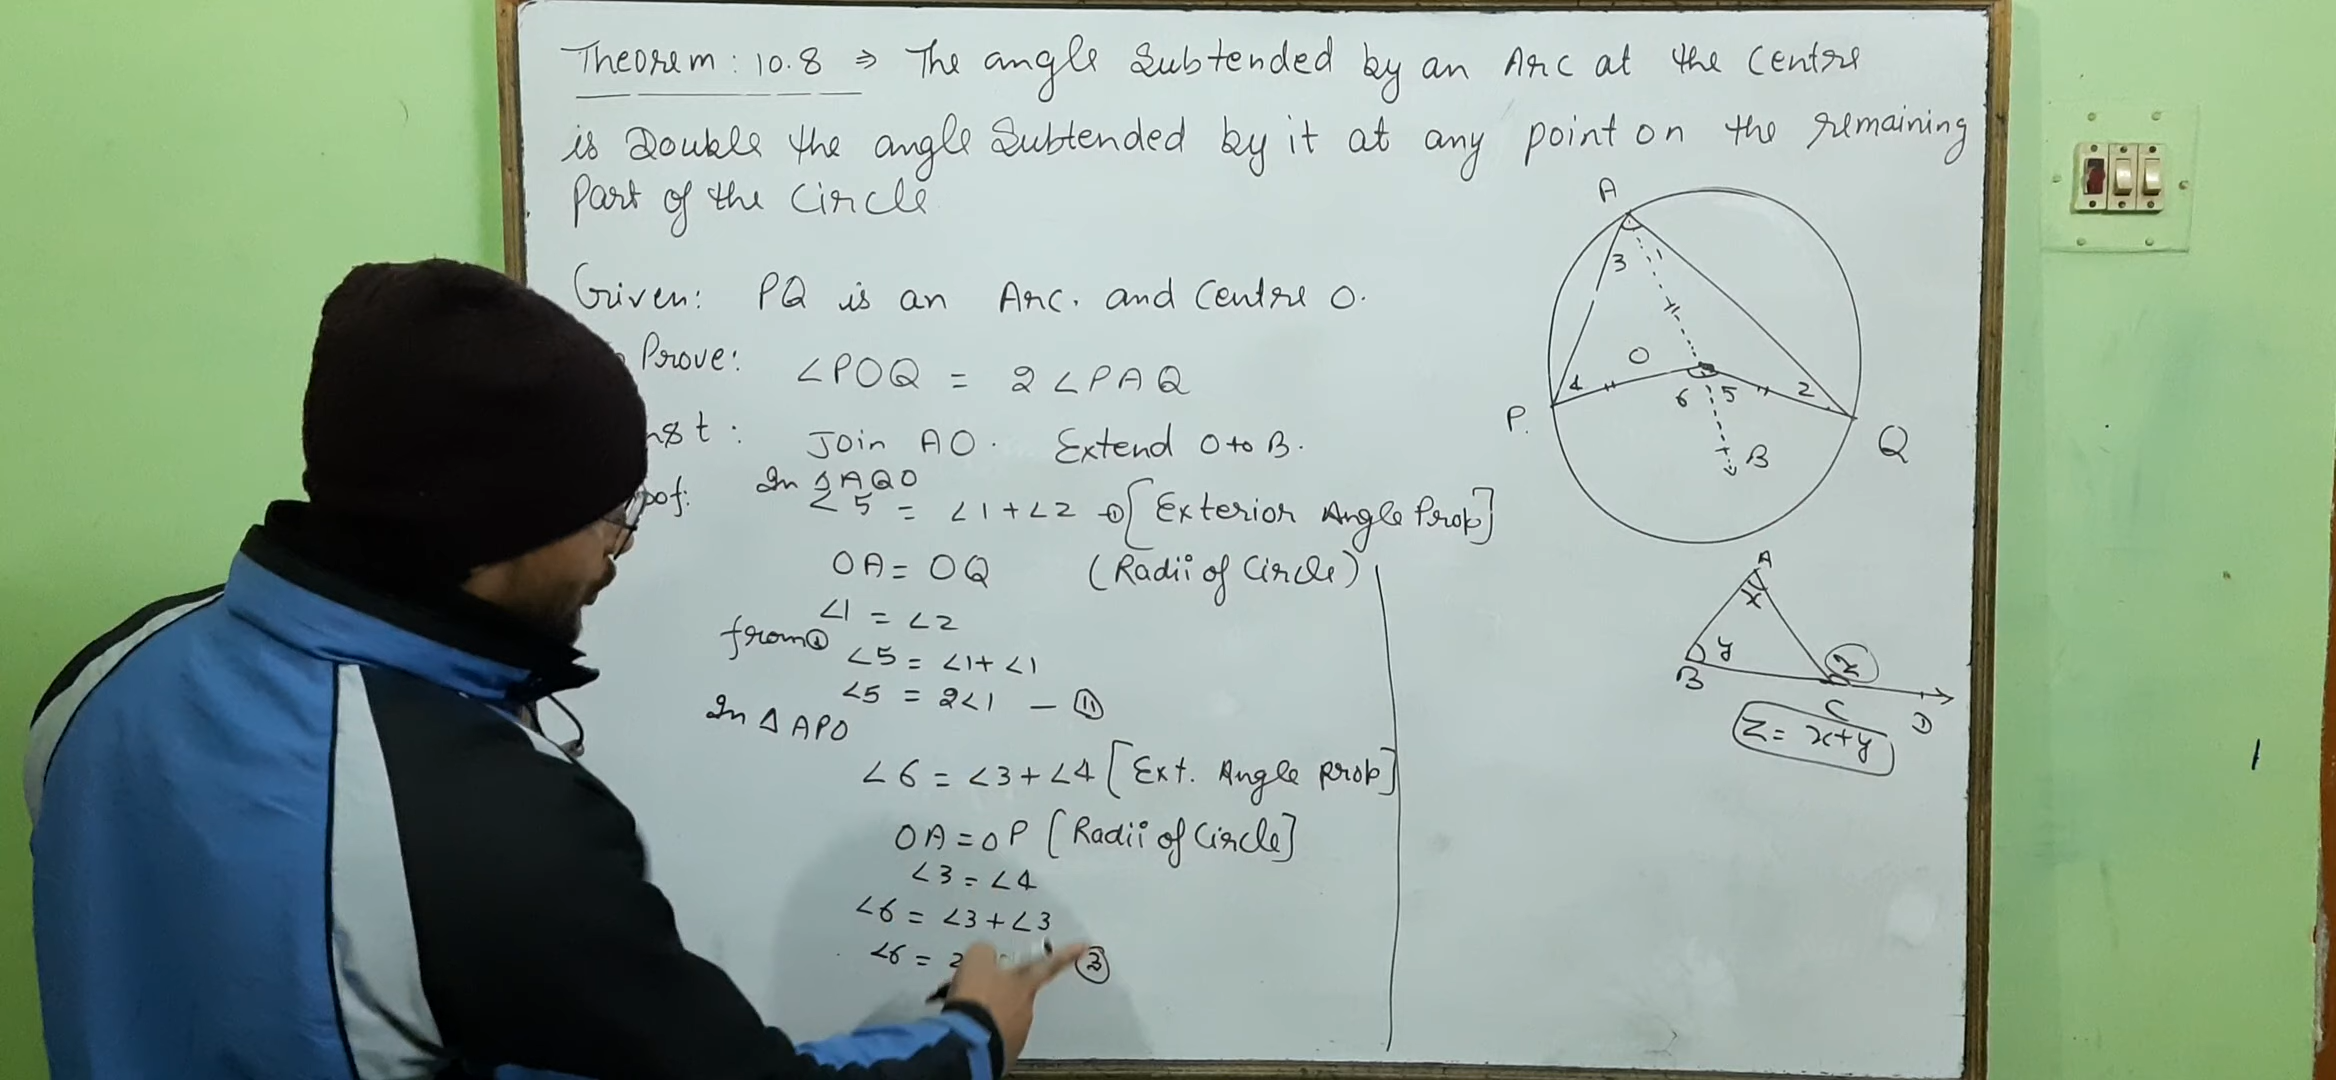 Theorem : 10.8 ⇒ The angle Subtended by an Arc at the Centre
is Double the angle Subtended by it at any point on the remaining
part of the Circle
Given: PQ is an Arc. and Centre O.
Prove: ∠POQ = 2∠PAQ
Join AO. Extend O to B.
In △AQO
∠5 = ∠1+∠2 -① [Exterior Angle Prop]
OA = OQ (Radii of Circle)
∠1 = ∠2
from ①
∠5 = ∠1+∠1
∠5 = 2∠1 - ⑪
In △APO
∠6 = ∠3+∠4 [Ext. Angle prop]
OA = OP [Radii of Circle]
∠3 = ∠4
∠6 = ∠3+∠3
∠6 = 2
③
A
3
1
O
4
6
5
2
P.
Q
B
A
x
y
B
z
C
D
Z = x+y